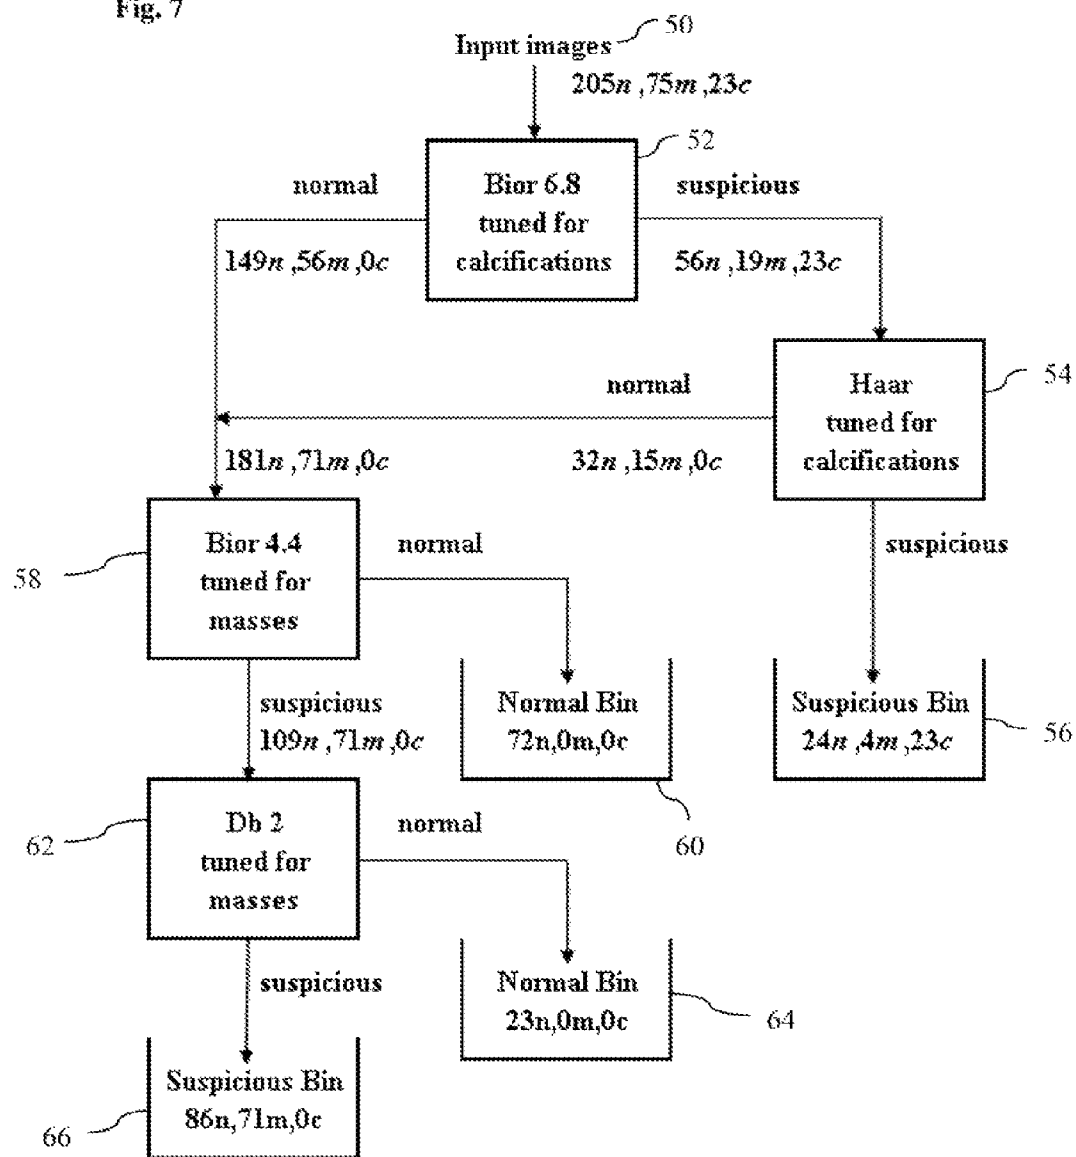 Fig. 7
50
Input images
205n ,75m ,23c
52
normal
Bior 6.8
tuned for
calcifications
suspicious
149n ,56m ,0c
56n ,19m ,23c
54
normal
Haar
tuned for
calcifications
181n ,71m ,0c
32n ,15m ,0c
58
Bior 4.4
tuned for
masses
normal
suspicious
suspicious
109n ,71m ,0c
Normal Bin
72n,0m,0c
Suspicious Bin
24n ,4m ,23c
56
60
62
Db 2
tuned for
masses
normal
suspicious
Normal Bin
23n,0m,0c
64
Suspicious Bin
86n,71m,0c
66